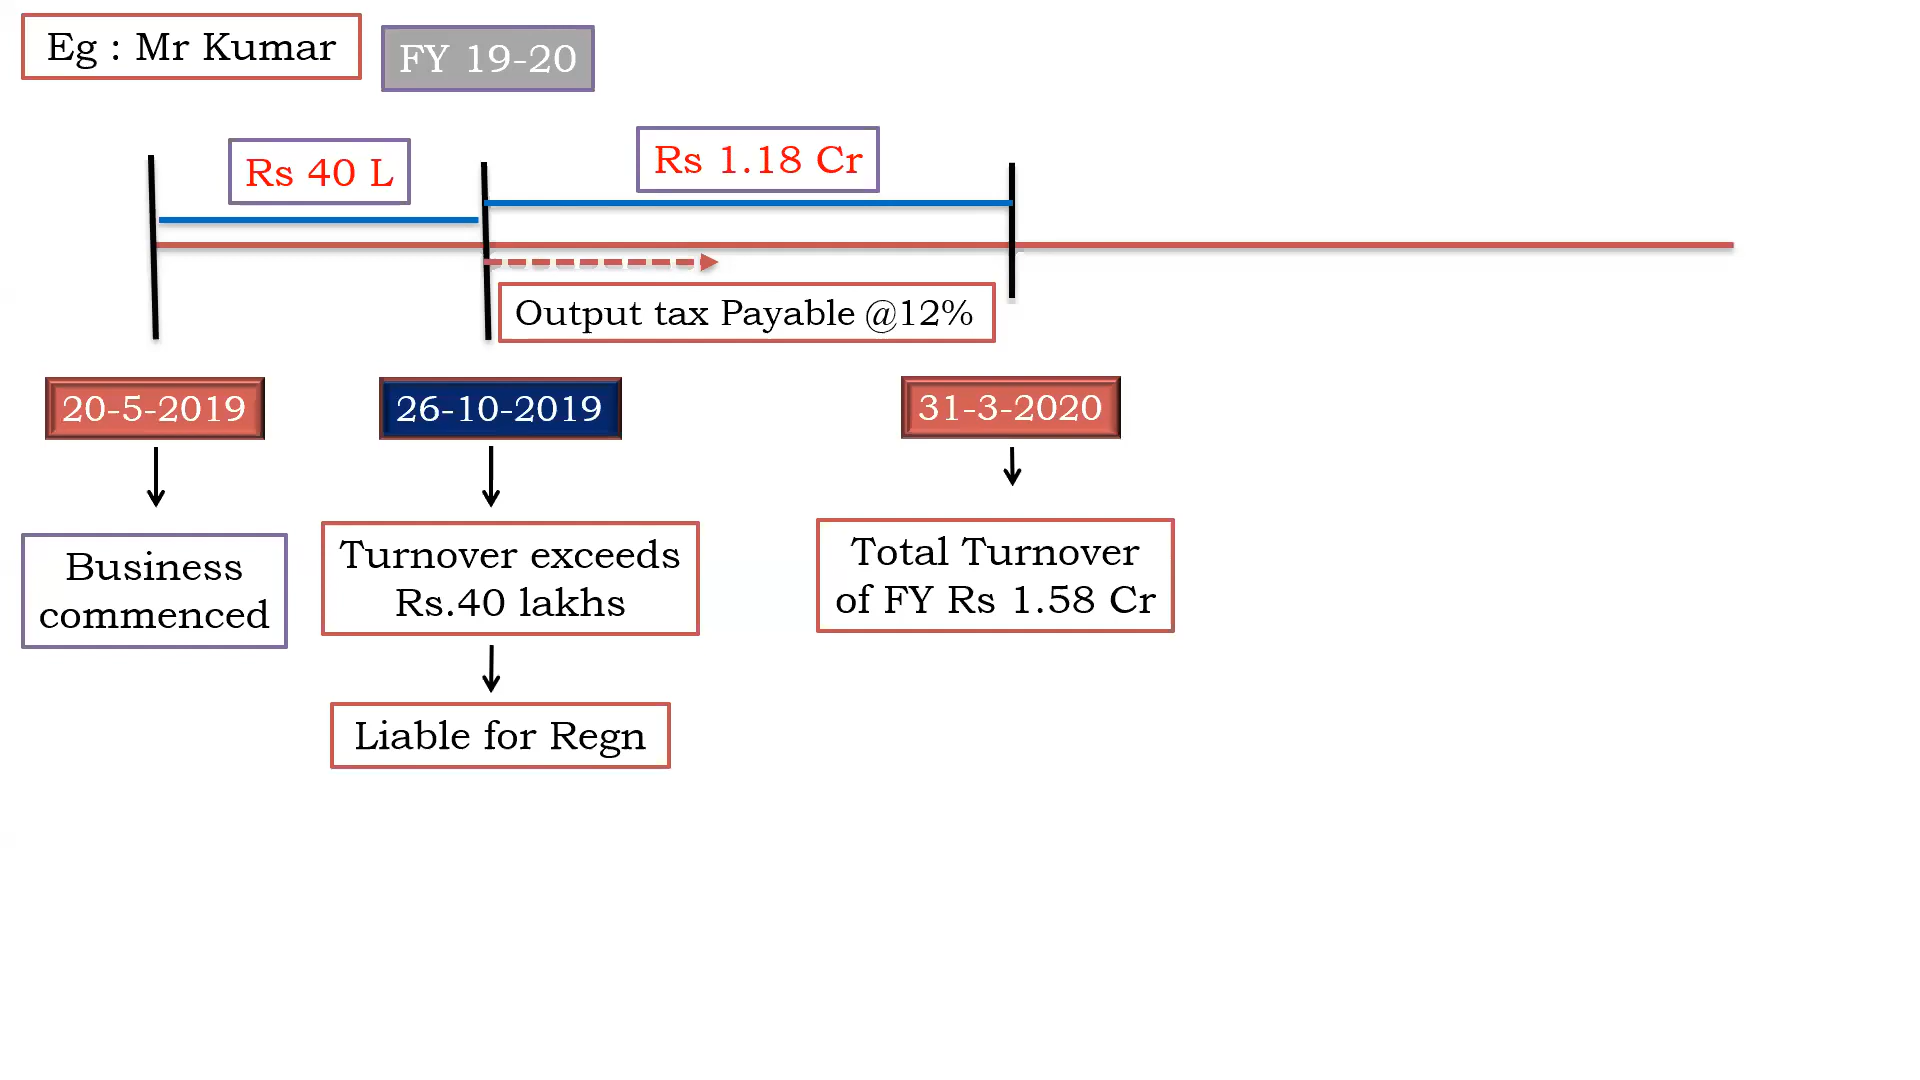 Eg : Mr Kumar
FY 19-20
Rs 40 L
Rs 1.18 Cr
Output tax Payable @12%
20-5-2019
26-10-2019
31-3-2020
Business
commenced
Turnover exceeds
Rs.40 lakhs
Total Turnover
of FY Rs 1.58 Cr
Liable for Regn